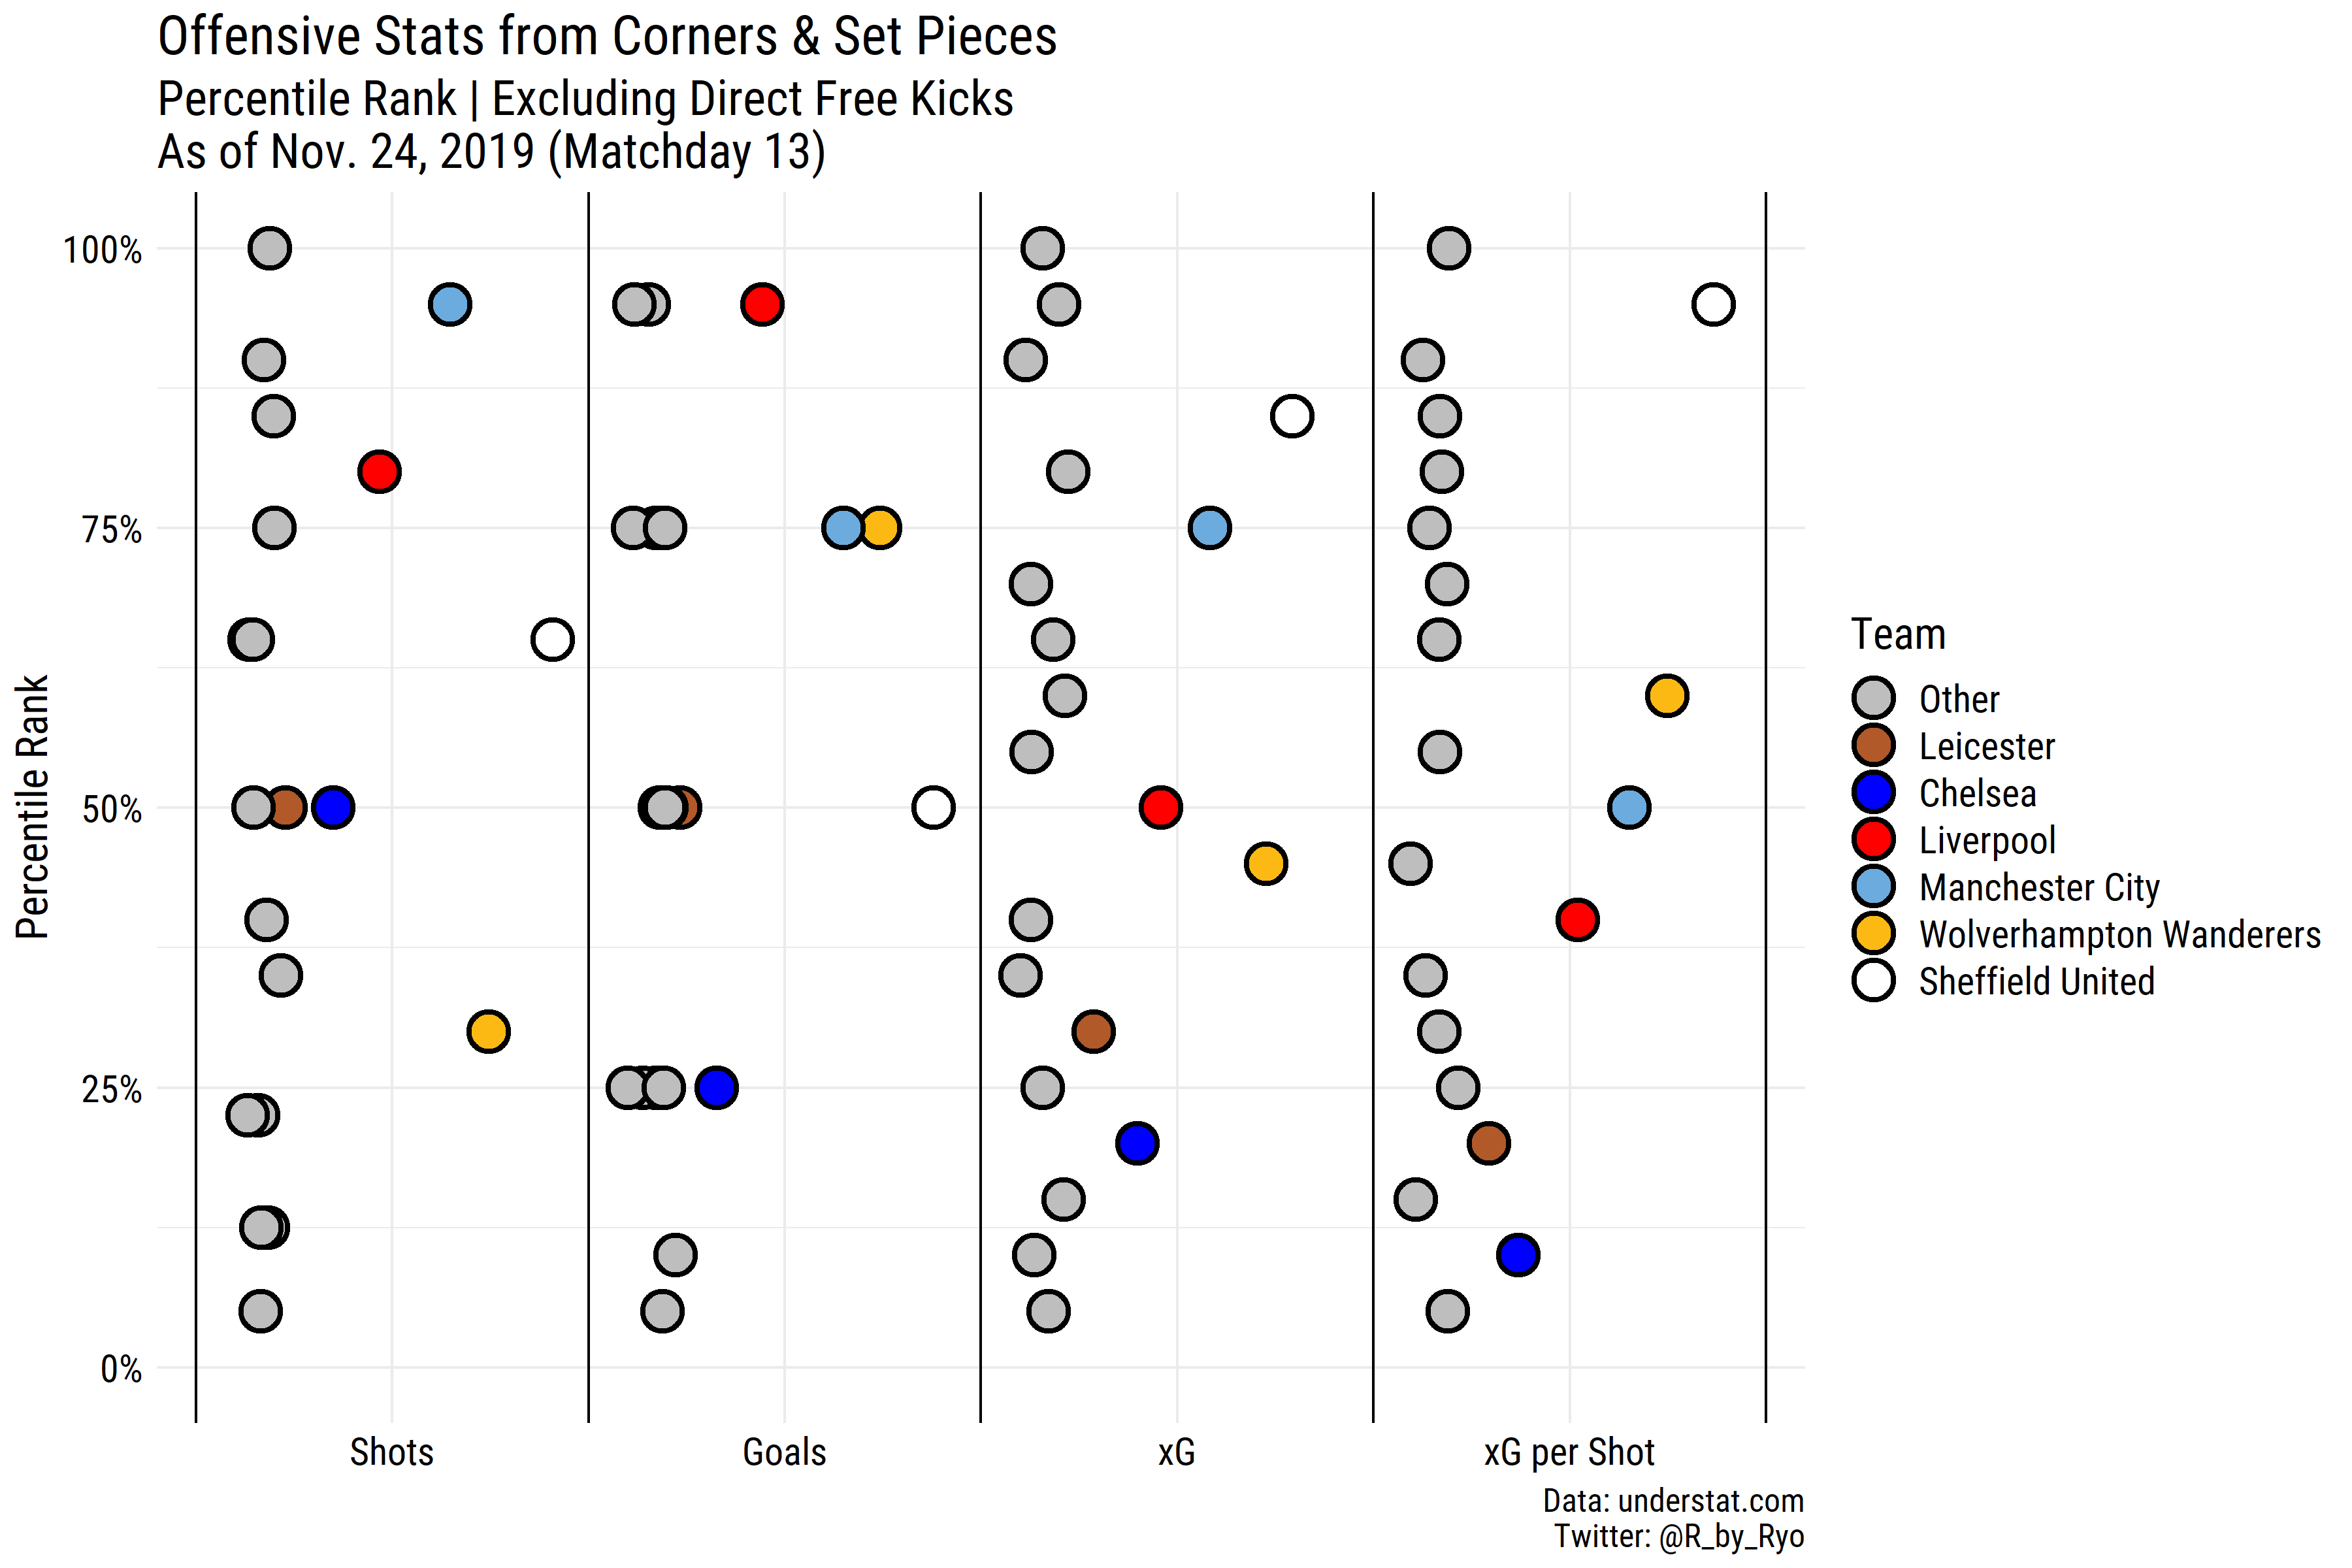 Offensive Stats from Corners & Set Pieces
Percentile Rank | Excluding Direct Free Kicks
As of Nov. 24, 2019 (Matchday 13)
Percentile Rank
100%
75%
50%
25%
0%
Shots
Goals
xG
xG per Shot
Team
Other
Leicester
Chelsea
Liverpool
Manchester City
Wolverhampton Wanderers
Sheffield United
Data: understat.com
Twitter: @R_by_Ryo